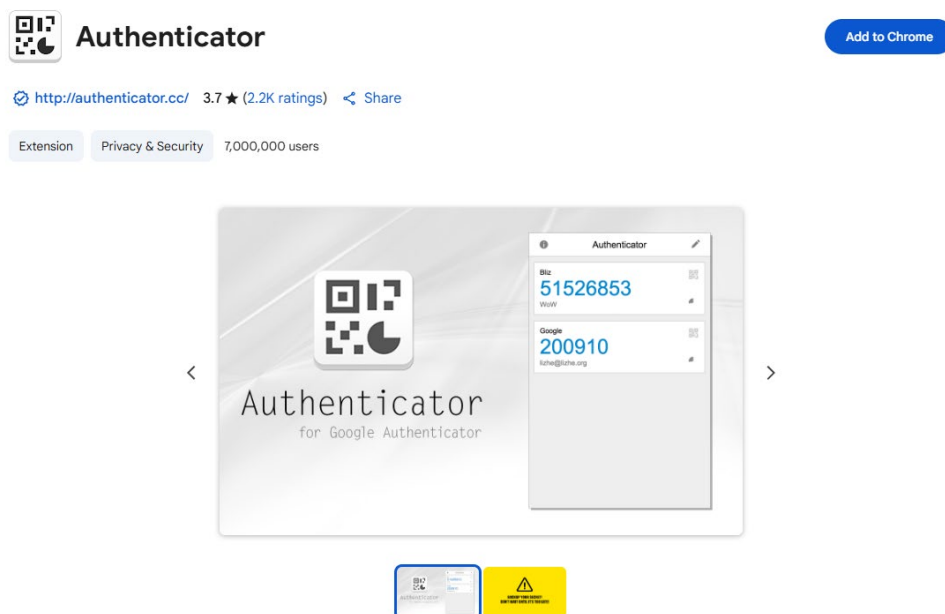 Authenticator
Add to Chrome
http://authenticator.cc/ 3.7 ★ (2.2K ratings) Share
Extension Privacy & Security 7,000,000 users
Authenticator
Bliz
51526853
WoW
Google
200910
lizhe@lizhe.org
Authenticator
for Google Authenticator